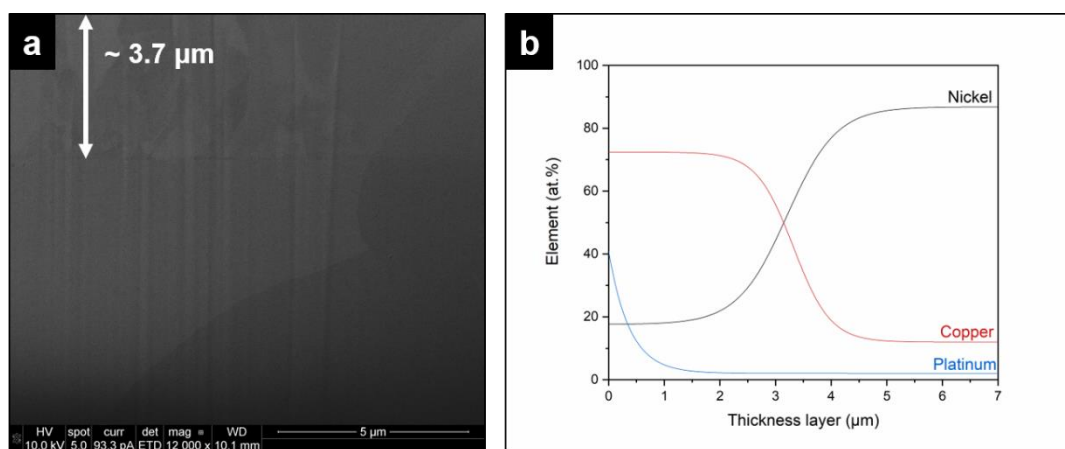 a
~ 3.7 µm
HV spot curr det mag WD
10.0 kV 5.0 93.3 pA ETD 12 000 x 10.1 mm
5 µm
b
100
80
60
40
20
0
Element (at.%)
Nickel
Copper
Platinum
0 1 2 3 4 5 6 7
Thickness layer (µm)